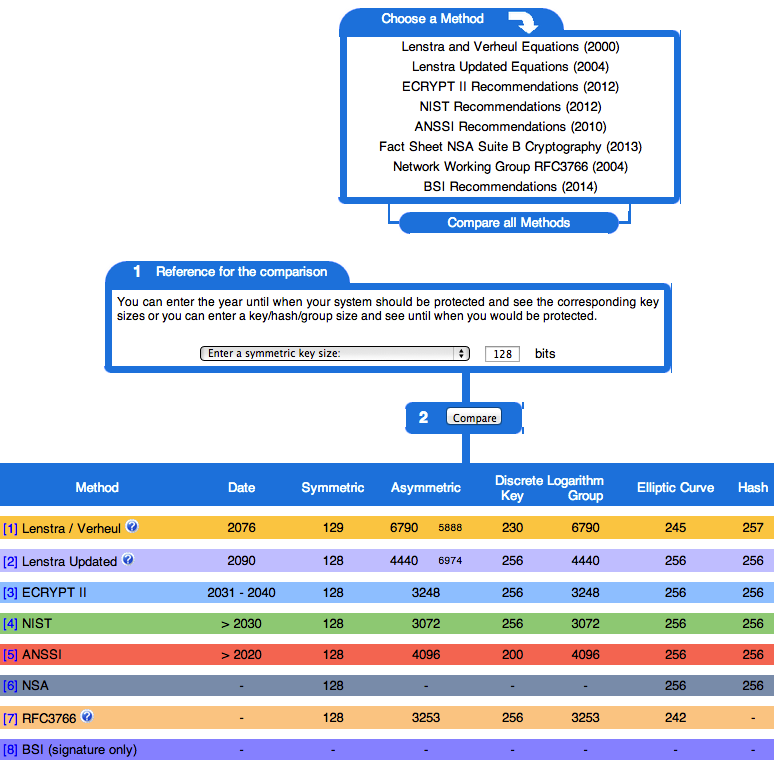 Choose a Method
Lenstra and Verheul Equations (2000)
Lenstra Updated Equations (2004)
ECRYPT II Recommendations (2012)
NIST Recommendations (2012)
ANSSI Recommendations (2010)
Fact Sheet NSA Suite B Cryptography (2013)
Network Working Group RFC3766 (2004)
BSI Recommendations (2014)
Compare all Methods
1 Reference for the comparison
You can enter the year until when your system should be protected and see the corresponding key
sizes or you can enter a key/hash/group size and see until when you would be protected.
Enter a symmetric key size: 128 bits
2 Compare
Method Date Symmetric Asymmetric Discrete Logarithm Elliptic Curve Hash
Key Group
[1] Lenstra / Verheul ? 2076 129 6790 5888 230 6790 245 257
[2] Lenstra Updated ? 2090 128 4440 6974 256 4440 256 256
[3] ECRYPT II 2031 - 2040 128 3248 256 3248 256 256
[4] NIST > 2030 128 3072 256 3072 256 256
[5] ANSSI > 2020 128 4096 200 4096 256 256
[6] NSA - 128 - - - 256 256
[7] RFC3766 ? - 128 3253 256 3253 242 -
[8] BSI (signature only) - - - - - - -